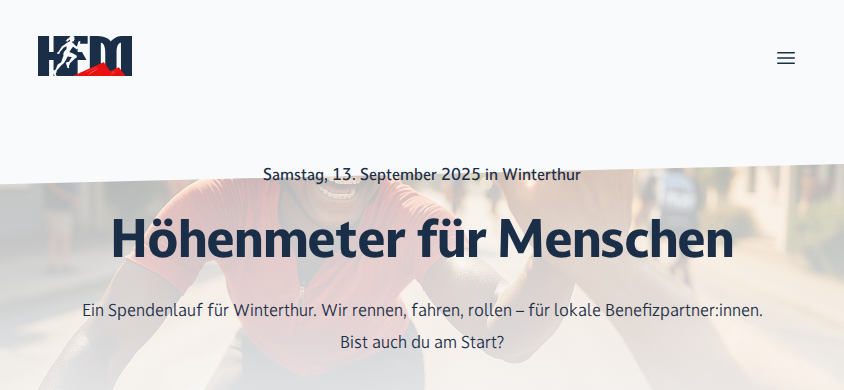 HFM
Samstag, 13. September 2025 in Winterthur
Höhenmeter für Menschen
Ein Spendenlauf für Winterthur. Wir rennen, fahren, rollen – für lokale Benefizpartner:innen.
Bist auch du am Start?